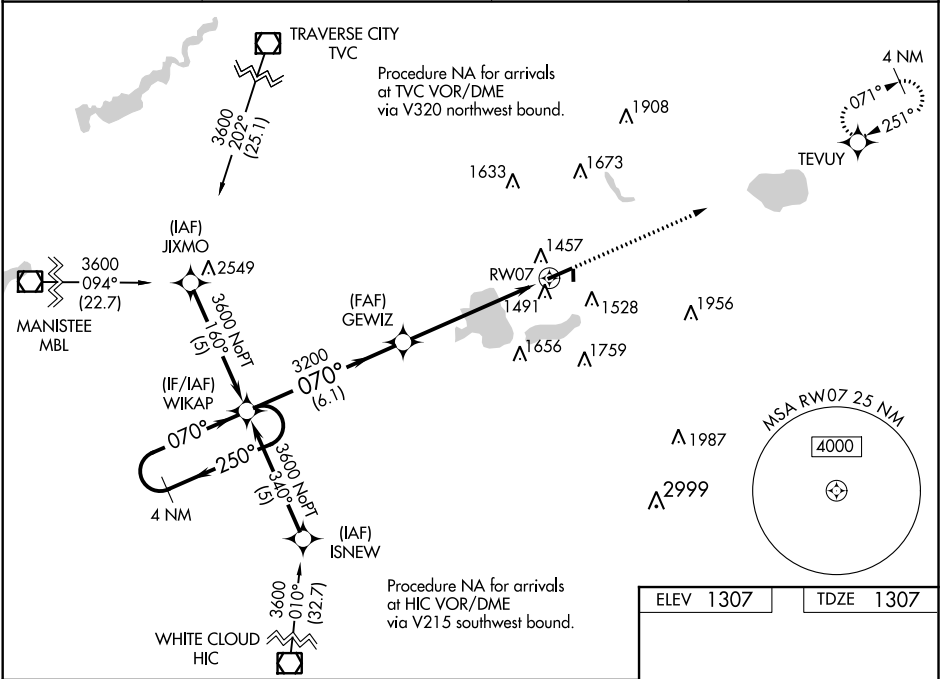 TRAVERSE CITY
TVC
Procedure NA for arrivals
at TVC VOR/DME
via V320 northwest bound.
4 NM
071°
251°
TEVUY
3600
202°
(25.1)
1908
1633
1673
(IAF)
JIXMO
2549
3600
094°
(22.7)
MANISTEE
MBL
1457
RW07
1491
1528
1956
1656
1759
(FAF)
GEWIZ
3600 NoPT
160°
(5)
3200
070°
(6.1)
(IF/IAF)
WIKAP
070°
250°
4 NM
3600 NoPT
340°
(5)
(IAF)
ISNEW
1987
2999
MSA RW07 25 NM
4000
3600
010°
(32.7)
WHITE CLOUD
HIC
Procedure NA for arrivals
at HIC VOR/DME
via V215 southwest bound.
ELEV 1307
TDZE 1307